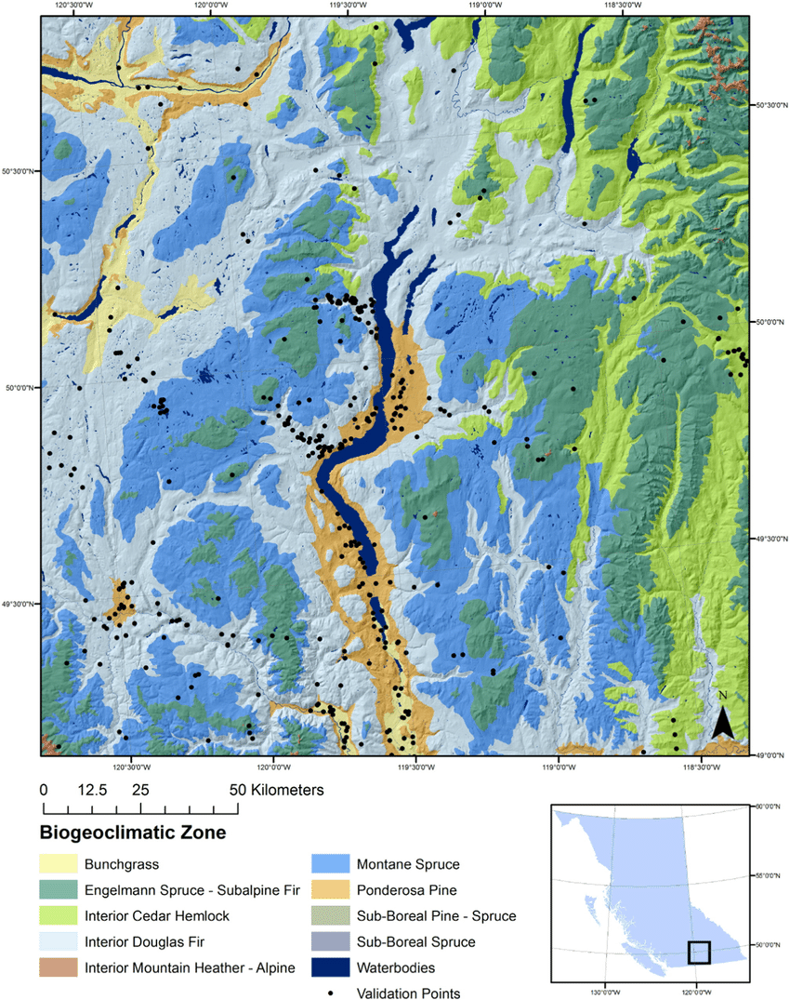 120°30'0"W 120°0'0"W 119°30'0"W 119°0'0"W 118°30'0"W
50°30'0"N
50°30'0"N
50°0'0"N
50°0'0"N
49°30'0"N
49°30'0"N
N
49°0'0"N
120°30'0"W 120°0'0"W 119°30'0"W 119°0'0"W 118°30'0"W
0 12.5 25 50 Kilometers
Biogeoclimatic Zone
Bunchgrass
Engelmann Spruce - Subalpine Fir
Interior Cedar Hemlock
Interior Douglas Fir
Interior Mountain Heather - Alpine
Montane Spruce
Ponderosa Pine
Sub-Boreal Pine - Spruce
Sub-Boreal Spruce
Waterbodies
Validation Points
60°0'0"N
55°0'0"N
50°0'0"N
130°0'0"W 120°0'0"W